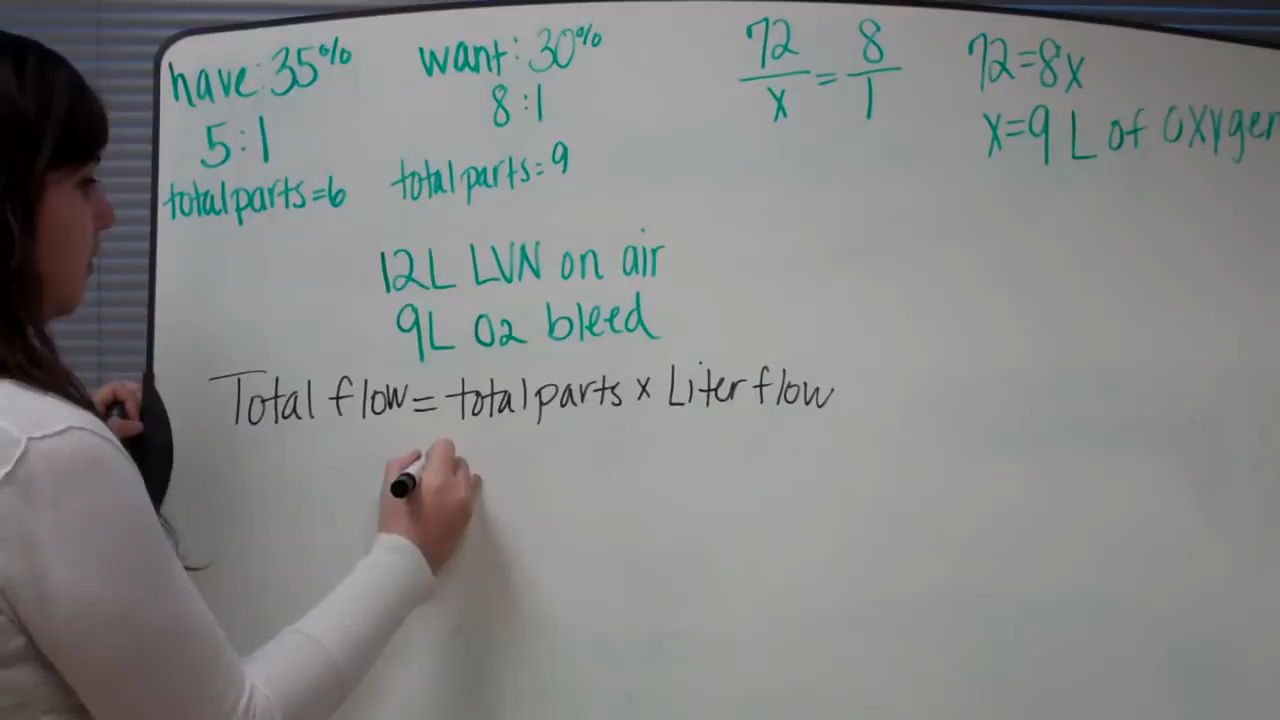 have: 35%
5:1
total parts=6
want: 30%
8:1
total parts=9
72/x = 8/1
72=8x
x=9 L of oxygen
12L LVN on air
9L O2 bleed
Total flow = total parts x Liter flow